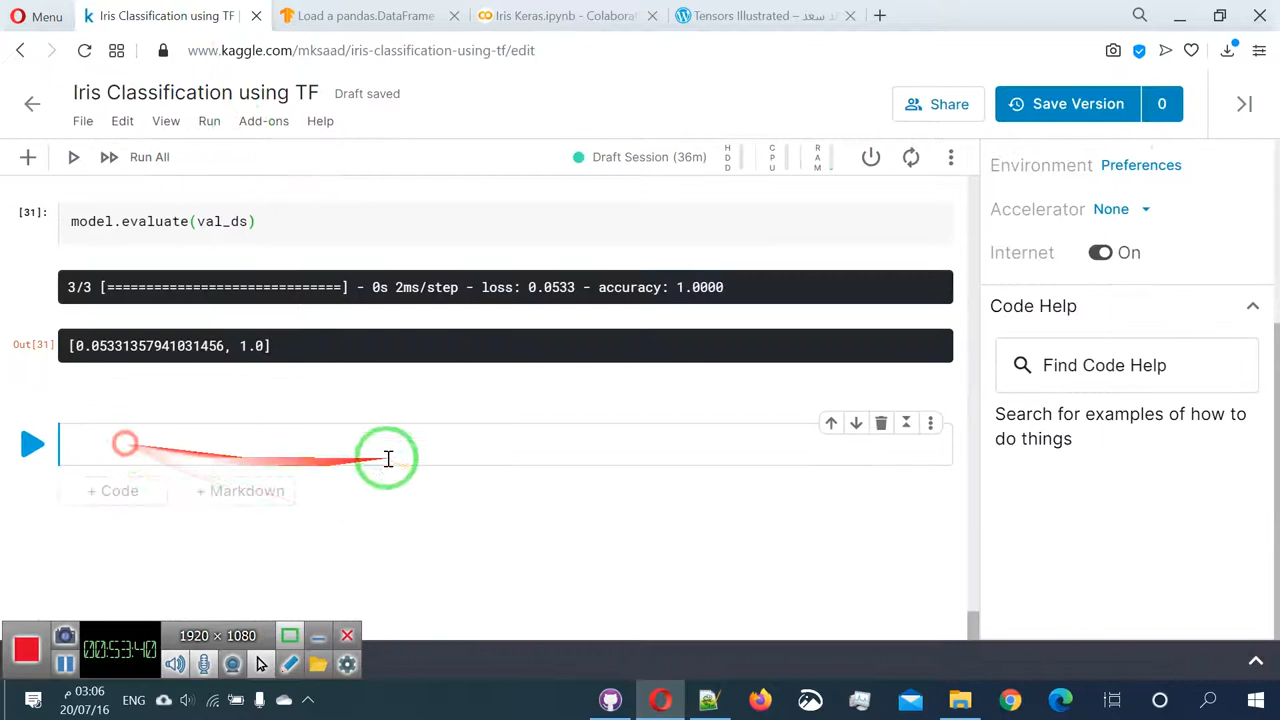 Menu
Iris Classification using TF
Load a pandas.DataFrame
Iris Keras.ipynb - Colabora
Tensors Illustrated – سعد
www.kaggle.com/mksaad/iris-classification-using-tf/edit
Iris Classification using TF
Draft saved
File Edit View Run Add-ons Help
Share
Save Version
0
Run All
Draft Session (36m)
HDD
CPU
RAM
Environment Preferences
Accelerator None
Internet On
Code Help
Find Code Help
Search for examples of how to
do things
[31]:
model.evaluate(val_ds)
3/3 [==============================] - 0s 2ms/step - loss: 0.0533 - accuracy: 1.0000
Out[31]
[0.05331357941031456, 1.0]
+ Code
+ Markdown
00:53:40
1920 × 1080
ENG
03:06 م
20/07/16